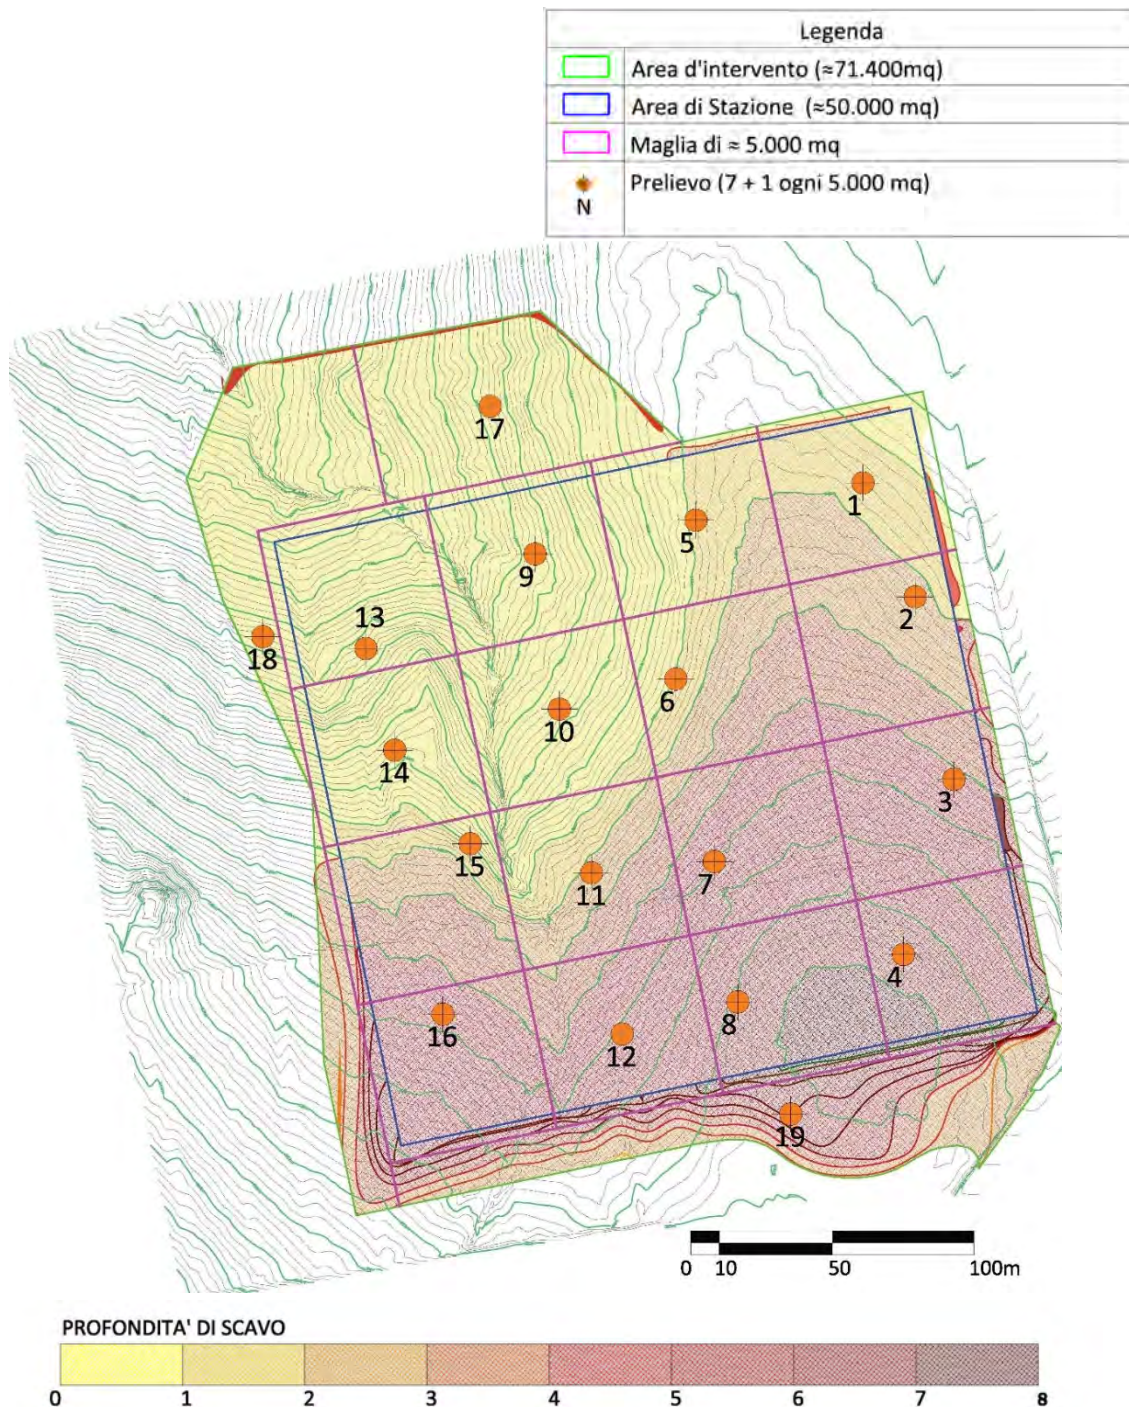 Legenda
Area d'intervento (≈71.400mq)
Area di Stazione (≈50.000 mq)
Maglia di ≈ 5.000 mq
Prelievo (7 + 1 ogni 5.000 mq)
N
17
1
5
9
2
13
18
6
10
14
3
15
7
11
4
16
8
12
19
0 10 50 100m
PROFONDITA' DI SCAVO
0 1 2 3 4 5 6 7 8